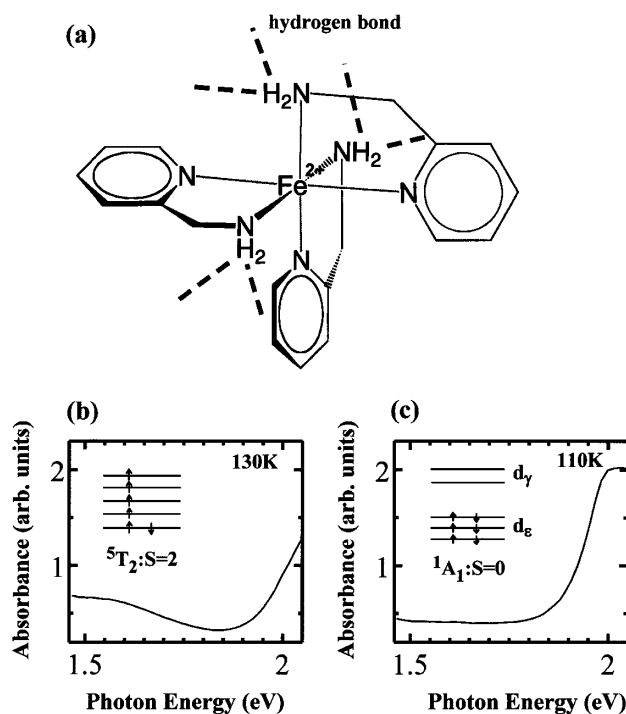 (a)
hydrogen bond
H₂N
NH₂
N
Fe²⁺
N
N
H₂
N
(b)
(c)
Absorbance (arb. units)
2
1
130K
⁵T₂:S=2
1.5
2
Photon Energy (eV)
Absorbance (arb. units)
2
1
110K
dγ
dε
¹A₁:S=0
1.5
2
Photon Energy (eV)